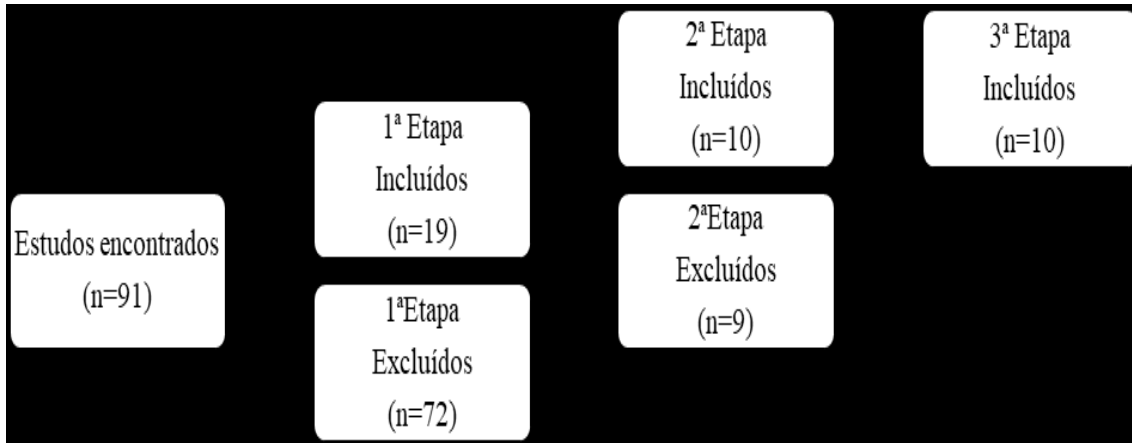 Estudos encontrados
(n=91)
1ª Etapa
Incluídos
(n=19)
1ªEtapa
Excluídos
(n=72)
2ª Etapa
Incluídos
(n=10)
2ªEtapa
Excluídos
(n=9)
3ª Etapa
Incluídos
(n=10)